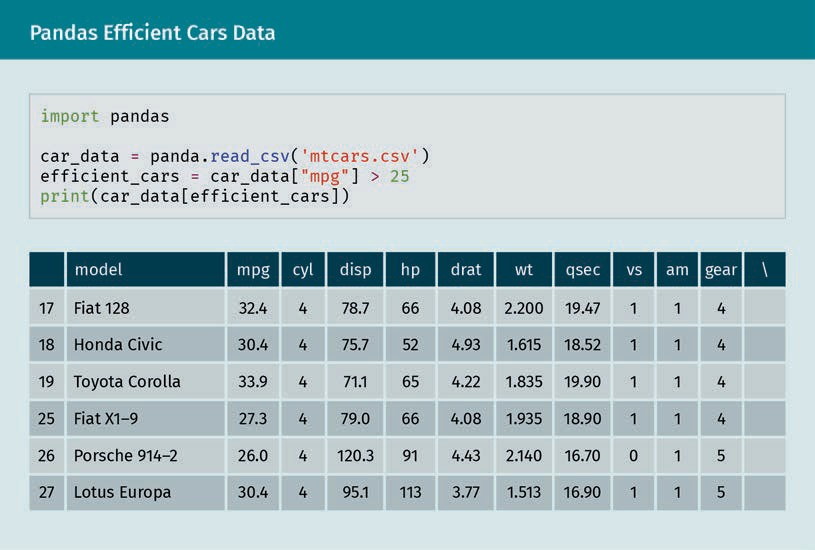 Pandas Efficient Cars Data
import pandas
car_data = panda.read_csv('mtcars.csv')
efficient_cars = car_data["mpg"] > 25
print(car_data[efficient_cars])
model mpg cyl disp hp drat wt qsec vs am gear \
17 Fiat 128 32.4 4 78.7 66 4.08 2.200 19.47 1 1 4
18 Honda Civic 30.4 4 75.7 52 4.93 1.615 18.52 1 1 4
19 Toyota Corolla 33.9 4 71.1 65 4.22 1.835 19.90 1 1 4
25 Fiat X1–9 27.3 4 79.0 66 4.08 1.935 18.90 1 1 4
26 Porsche 914–2 26.0 4 120.3 91 4.43 2.140 16.70 0 1 5
27 Lotus Europa 30.4 4 95.1 113 3.77 1.513 16.90 1 1 5